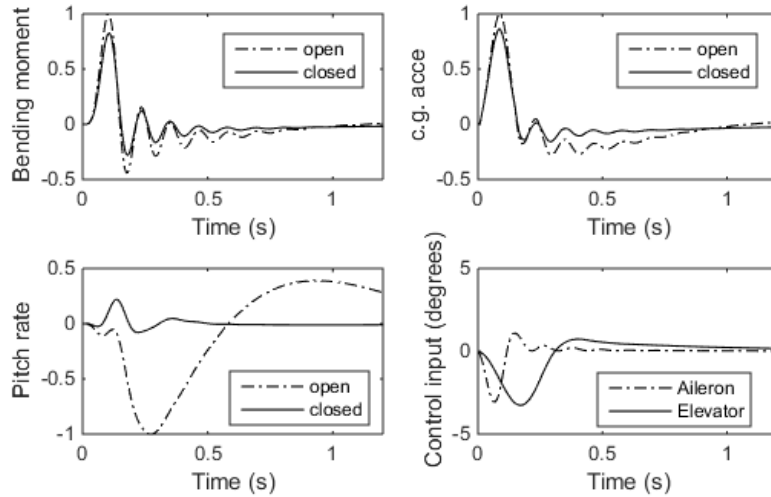 Bending moment
1
0.5
0
-0.5
0
0.5
1
Time (s)
open
closed
c.g. acce
1
0.5
0
-0.5
0
0.5
1
Time (s)
open
closed
Pitch rate
0.5
0
-0.5
-1
0
0.5
1
Time (s)
open
closed
Control input (degrees)
5
0
-5
0
0.5
1
Time (s)
Aileron
Elevator